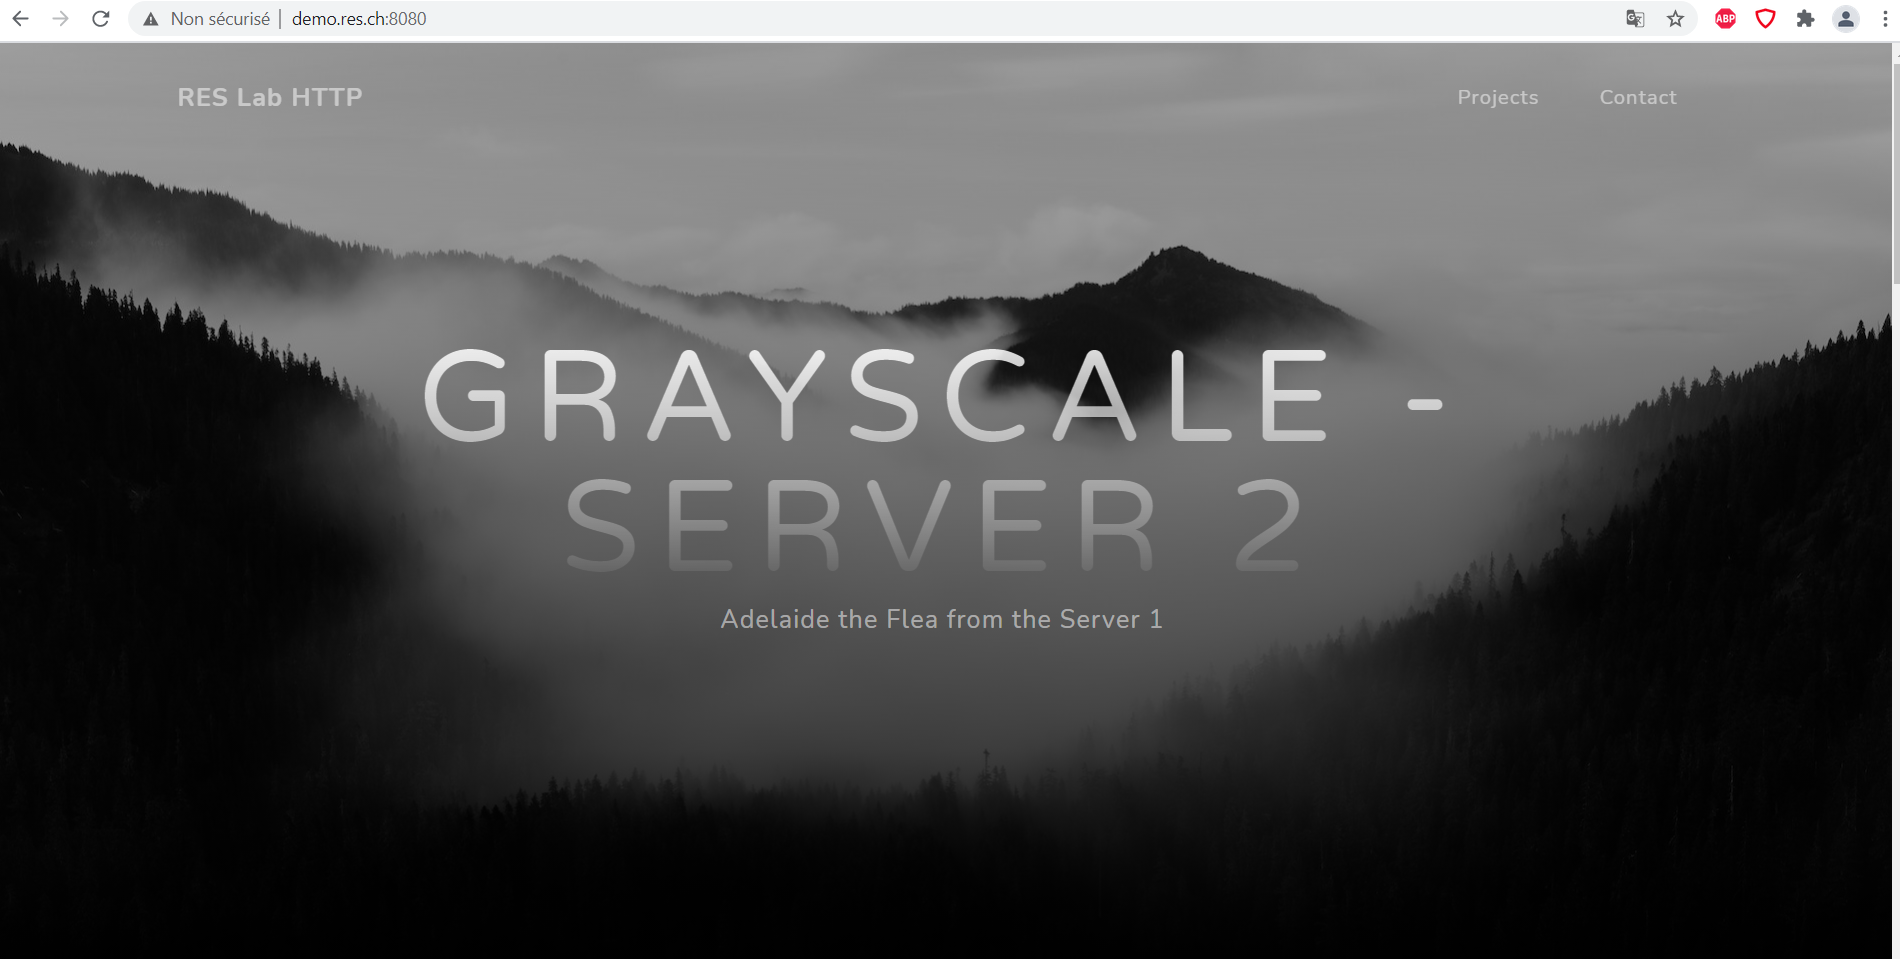 Non sécurisé | demo.res.ch:8080
ABP
RES Lab HTTP
Projects
Contact
GRAYSCALE -
SERVER 2
Adelaide the Flea from the Server 1